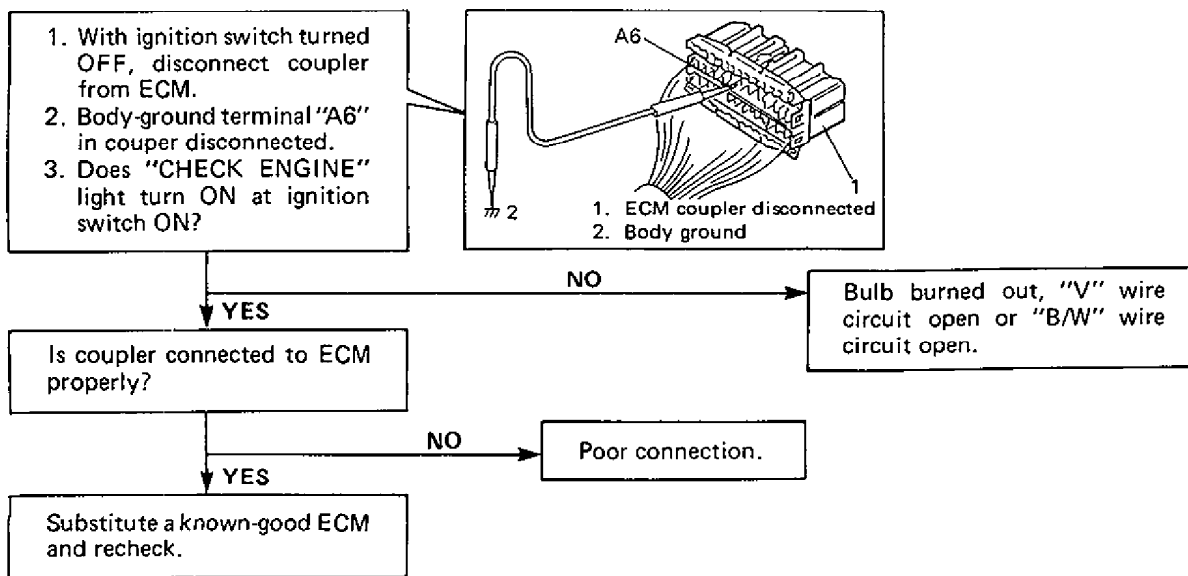 1. With ignition switch turned
OFF, disconnect coupler
from ECM.
2. Body-ground terminal "A6"
in couper disconnected.
3. Does "CHECK ENGINE"
light turn ON at ignition
switch ON?
A6
1
2
1. ECM coupler disconnected
2. Body ground
NO
YES
Bulb burned out, "V" wire
circuit open or "B/W" wire
circuit open.
Is coupler connected to ECM
properly?
NO
YES
Poor connection.
Substitute a known-good ECM
and recheck.